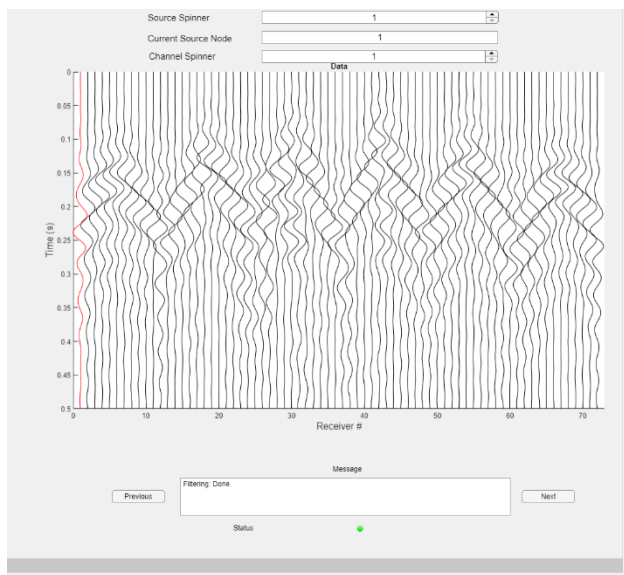 Source Spinner 1
Current Source Node 1
Channel Spinner 1
Data
0
0.05
0.1
0.15
0.2
0.25
0.3
0.35
0.4
0.45
0.5
Time (s)
0 10 20 30 40 50 60 70
Receiver #
Message
Filtering: Done.
Previous Next
Status